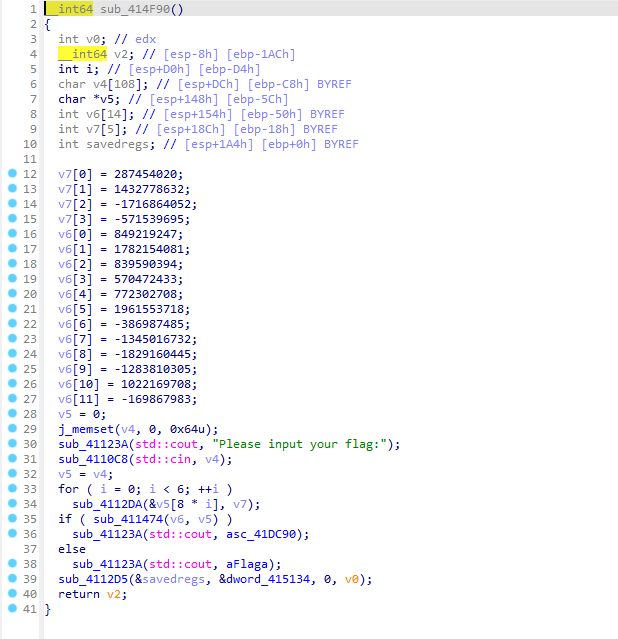 1 __int64 sub_414F90()
2 {
3 int v0; // edx
4 __int64 v2; // [esp-8h] [ebp-1ACh]
5 int i; // [esp+D0h] [ebp-D4h]
6 char v4[108]; // [esp+DCh] [ebp-C8h] BYREF
7 char *v5; // [esp+148h] [ebp-5Ch]
8 int v6[14]; // [esp+154h] [ebp-50h] BYREF
9 int v7[5]; // [esp+18Ch] [ebp-18h] BYREF
10 int savedregs; // [esp+1A4h] [ebp+0h] BYREF
11
12 v7[0] = 287454020;
13 v7[1] = 1432778632;
14 v7[2] = -1716864052;
15 v7[3] = -571539695;
16 v6[0] = 849219247;
17 v6[1] = 1782154081;
18 v6[2] = 839590394;
19 v6[3] = 570472433;
20 v6[4] = 772302708;
21 v6[5] = 1961553718;
22 v6[6] = -386987485;
23 v6[7] = -1345016732;
24 v6[8] = -1829160445;
25 v6[9] = -1283810305;
26 v6[10] = 1022169708;
27 v6[11] = -169867983;
28 v5 = 0;
29 j_memset(v4, 0, 0x64u);
30 sub_41123A(std::cout, "Please input your flag:");
31 sub_4110C8(std::cin, v4);
32 v5 = v4;
33 for ( i = 0; i < 6; ++i )
34 sub_4112DA(&v5[8 * i], v7);
35 if ( sub_411474(v6, v5) )
36 sub_41123A(std::cout, asc_41DC90);
37 else
38 sub_41123A(std::cout, aFlaga);
39 sub_4112D5(&savedregs, &dword_415134, 0, v0);
40 return v2;
41 }